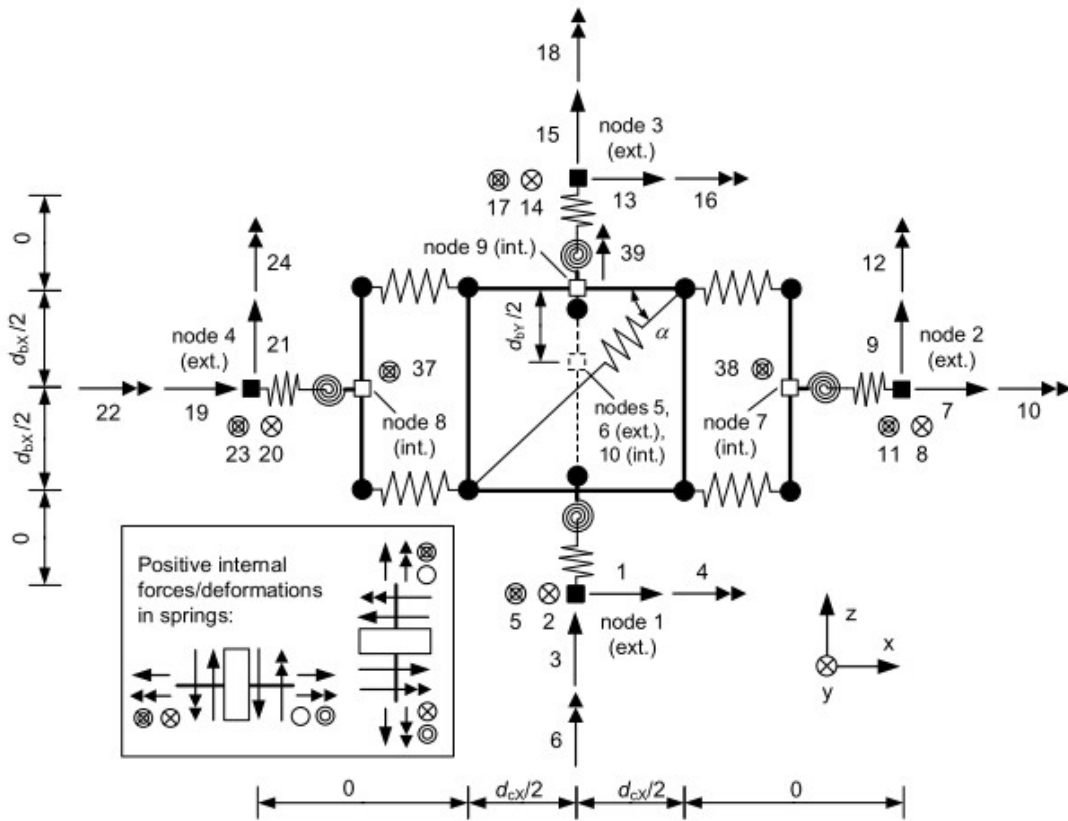 18
15
node 3
(ext.)
17
14
13
16
0
node 9 (int.)
39
24
12
d_bX/2
node 4
(ext.)
21
d_bY/2
α
9
node 2
(ext.)
37
38
22
19
nodes 5,
6 (ext.),
10 (int.)
7
10
d_bX/2
23
20
node 8
(int.)
node 7
(int.)
11
8
0
Positive internal
forces/deformations
in springs:
1
4
5
2
node 1
(ext.)
3
z
x
y
6
0
d_cX/2
d_cX/2
0